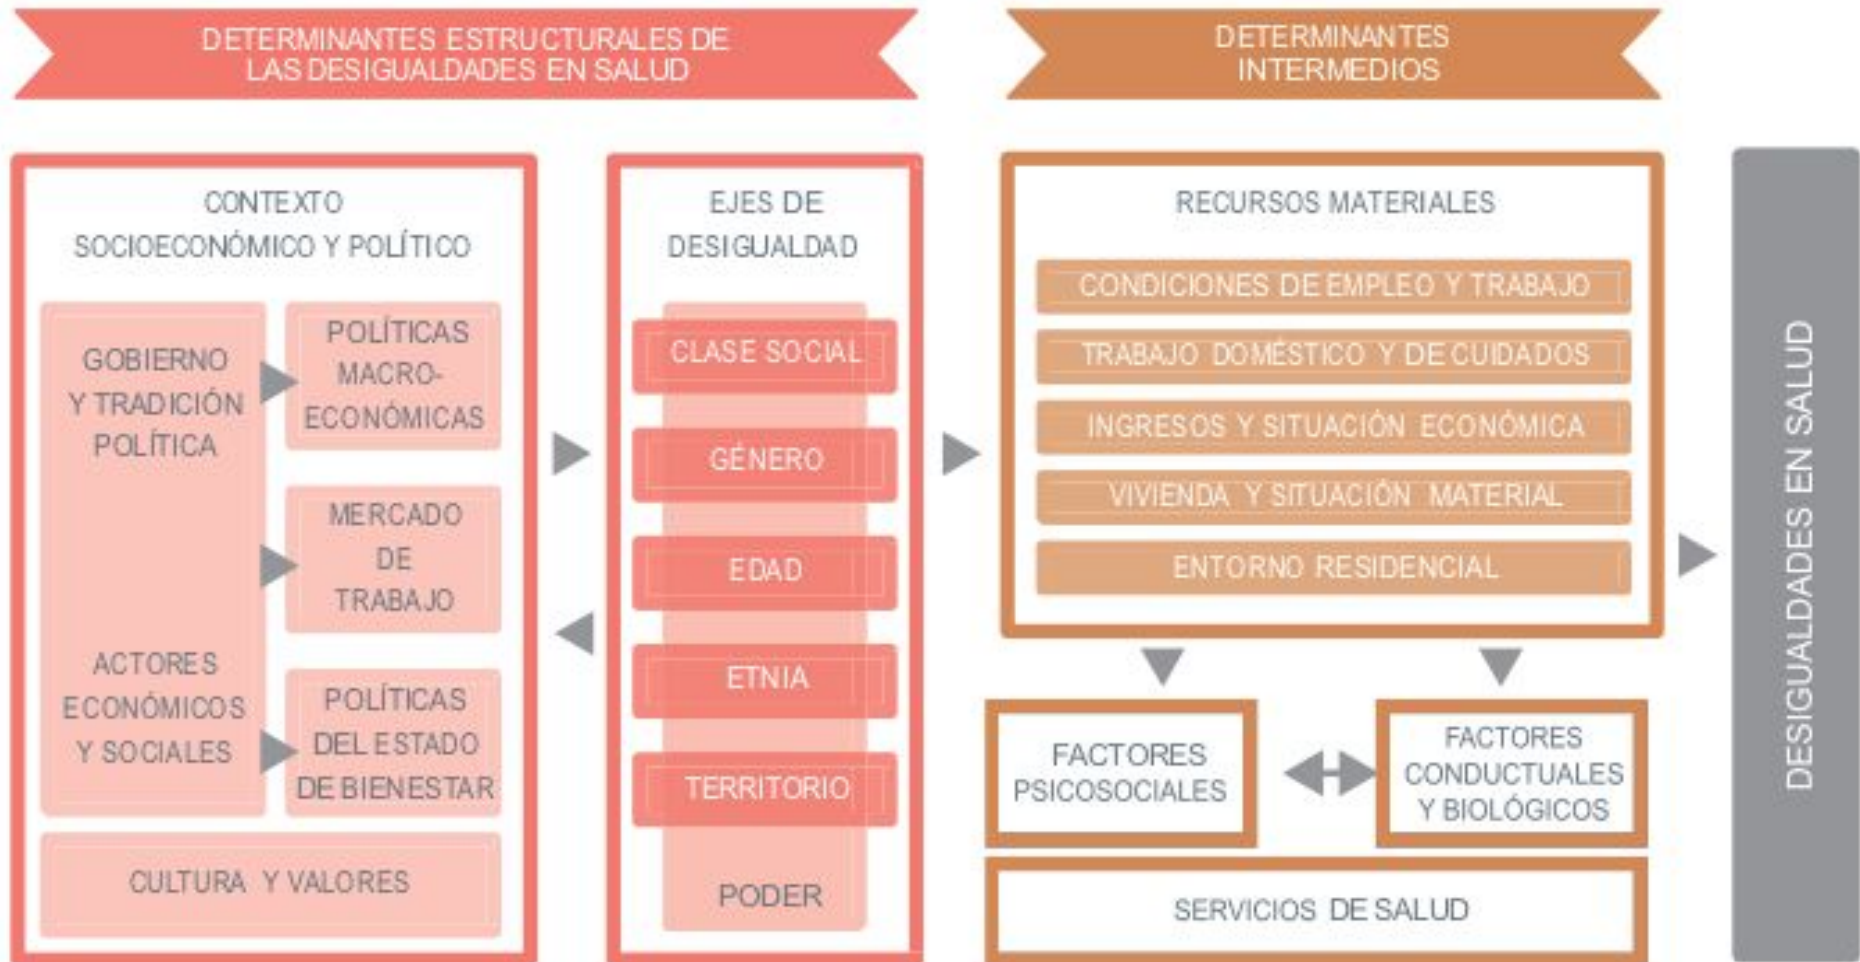 DETERMINANTES ESTRUCTURALES DE
LAS DESIGUALDADES EN SALUD
DETERMINANTES
INTERMEDIOS
CONTEXTO
SOCIOECONÓMICO Y POLÍTICO
GOBIERNO
Y TRADICIÓN
POLÍTICA
ACTORES
ECONÓMICOS
Y SOCIALES
POLÍTICAS
MACRO-
ECONÓMICAS
MERCADO
DE
TRABAJO
POLÍTICAS
DEL ESTADO
DE BIENESTAR
CULTURA Y VALORES
EJES DE
DESIGUALDAD
CLASE SOCIAL
GÉNERO
EDAD
ETNIA
TERRITORIO
PODER
RECURSOS MATERIALES
CONDICIONES DE EMPLEO Y TRABAJO
TRABAJO DOMÉSTICO Y DE CUIDADOS
INGRESOS Y SITUACIÓN ECONÓMICA
VIVIENDA Y SITUACIÓN MATERIAL
ENTORNO RESIDENCIAL
FACTORES
PSICOSOCIALES
FACTORES
CONDUCTUALES
Y BIOLÓGICOS
SERVICIOS DE SALUD
DESIGUALDADES EN SALUD